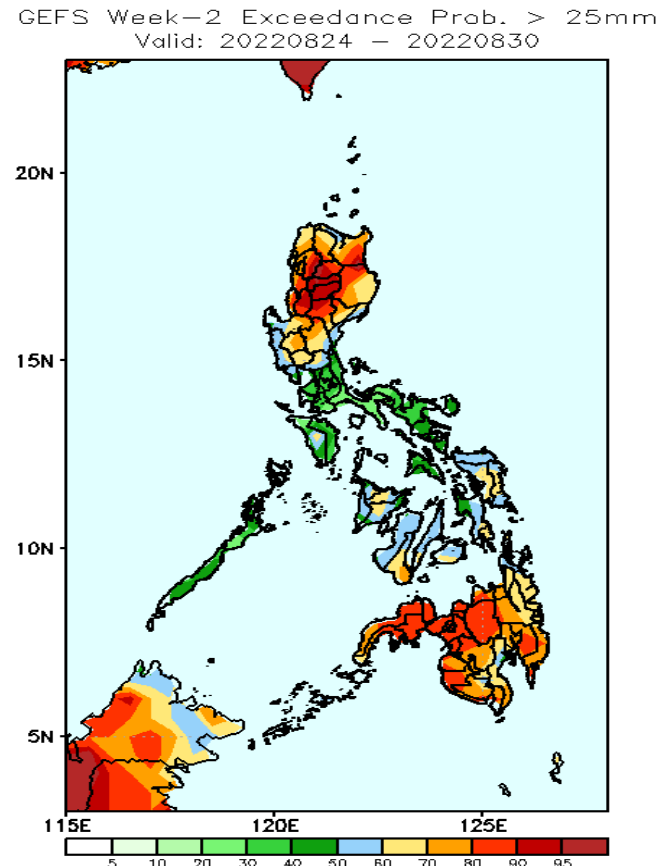 GEFS Week-2 Exceedance Prob. > 25mm
Valid: 20220824 - 20220830
20N
15N
10N
5N
115E 120E 125E
5 10 20 30 40 50 60 70 80 90 95